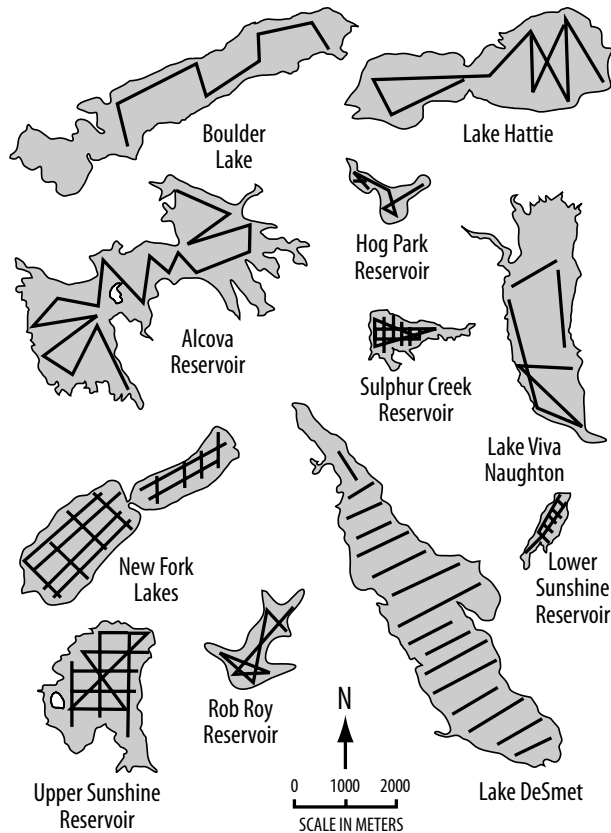 Boulder
Lake
Lake Hattie
Hog Park
Reservoir
Alcova
Reservoir
Sulphur Creek
Reservoir
Lake Viva
Naughton
New Fork
Lakes
Lower
Sunshine
Reservoir
Rob Roy
Reservoir
N
Upper Sunshine
Reservoir
Lake DeSmet
0 1000 2000
SCALE IN METERS